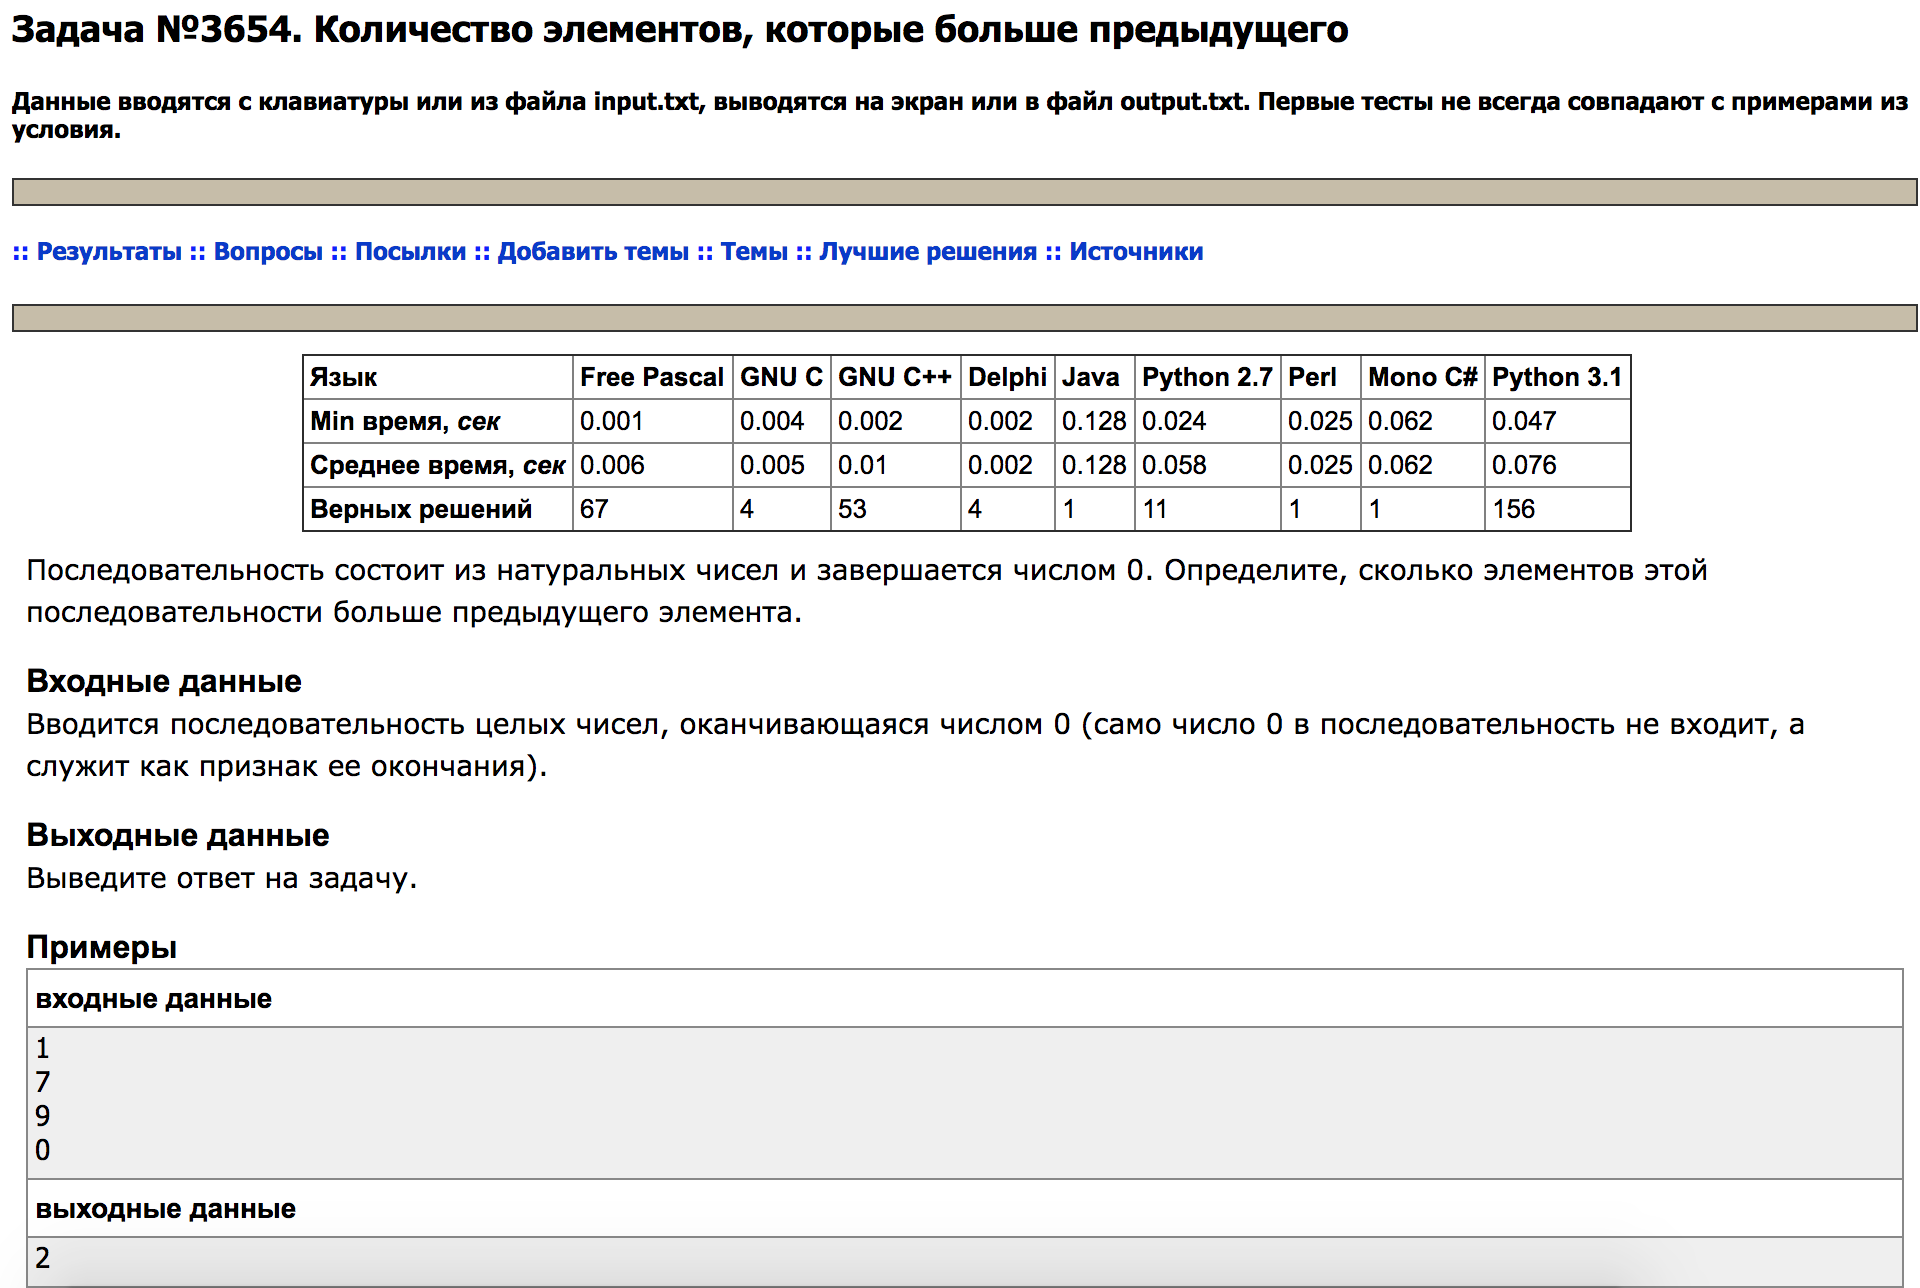 Задача №3654. Количество элементов, которые больше предыдущего
Данные вводятся с клавиатуры или из файла input.txt, выводятся на экран или в файл output.txt. Первые тесты не всегда совпадают с примерами из
условия.
:: Результаты :: Вопросы :: Посылки :: Добавить темы :: Темы :: Лучшие решения :: Источники
Язык Free Pascal GNU C GNU C++ Delphi Java Python 2.7 Perl Mono C# Python 3.1
Min время, сек 0.001 0.004 0.002 0.002 0.128 0.024 0.025 0.062 0.047
Среднее время, сек 0.006 0.005 0.01 0.002 0.128 0.058 0.025 0.062 0.076
Верных решений 67 4 53 4 1 11 1 1 156
Последовательность состоит из натуральных чисел и завершается числом 0. Определите, сколько элементов этой
последовательности больше предыдущего элемента.
Входные данные
Вводится последовательность целых чисел, оканчивающаяся числом 0 (само число 0 в последовательность не входит, а
служит как признак ее окончания).
Выходные данные
Выведите ответ на задачу.
Примеры
входные данные
1
7
9
0
выходные данные
2